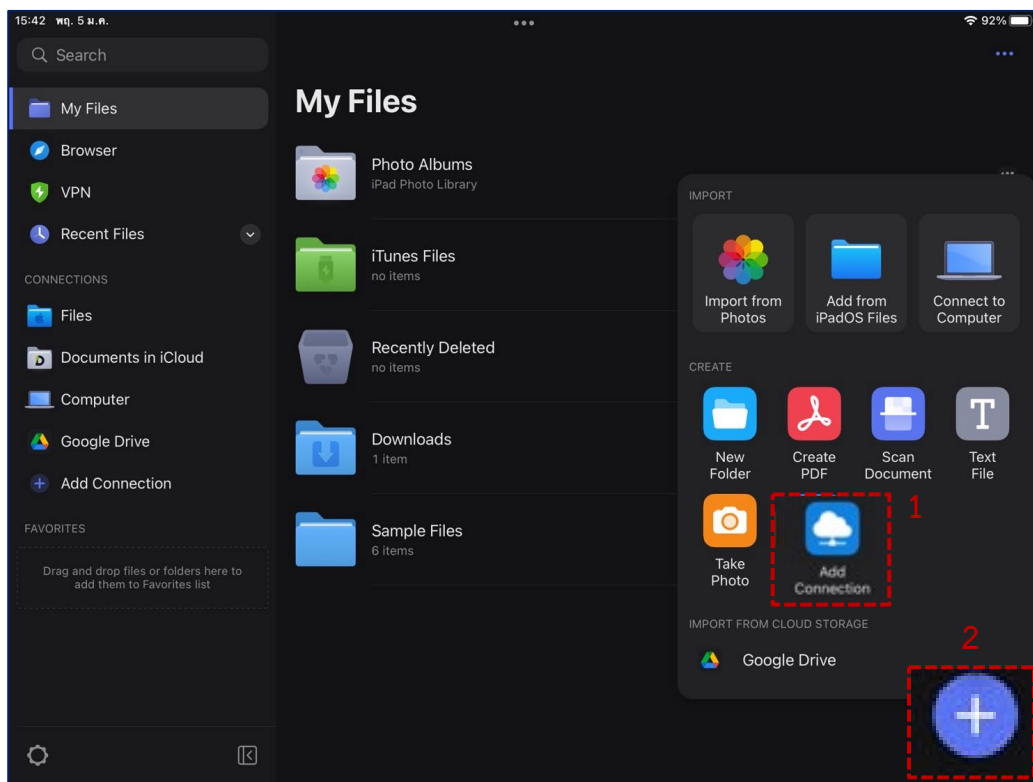 15:42 พฤ. 5 ม.ค.
92%
Search
My Files
Browser
VPN
Recent Files
CONNECTIONS
Files
Documents in iCloud
Computer
Google Drive
Add Connection
FAVORITES
Drag and drop files or folders here to
add them to Favorites list
My Files
Photo Albums
iPad Photo Library
iTunes Files
no items
Recently Deleted
no items
Downloads
1 item
Sample Files
6 items
IMPORT
Import from
Photos
Add from
iPadOS Files
Connect to
Computer
CREATE
New
Folder
Create
PDF
Scan
Document
T
Text
File
Take
Photo
Add
Connection
1
IMPORT FROM CLOUD STORAGE
Google Drive
2